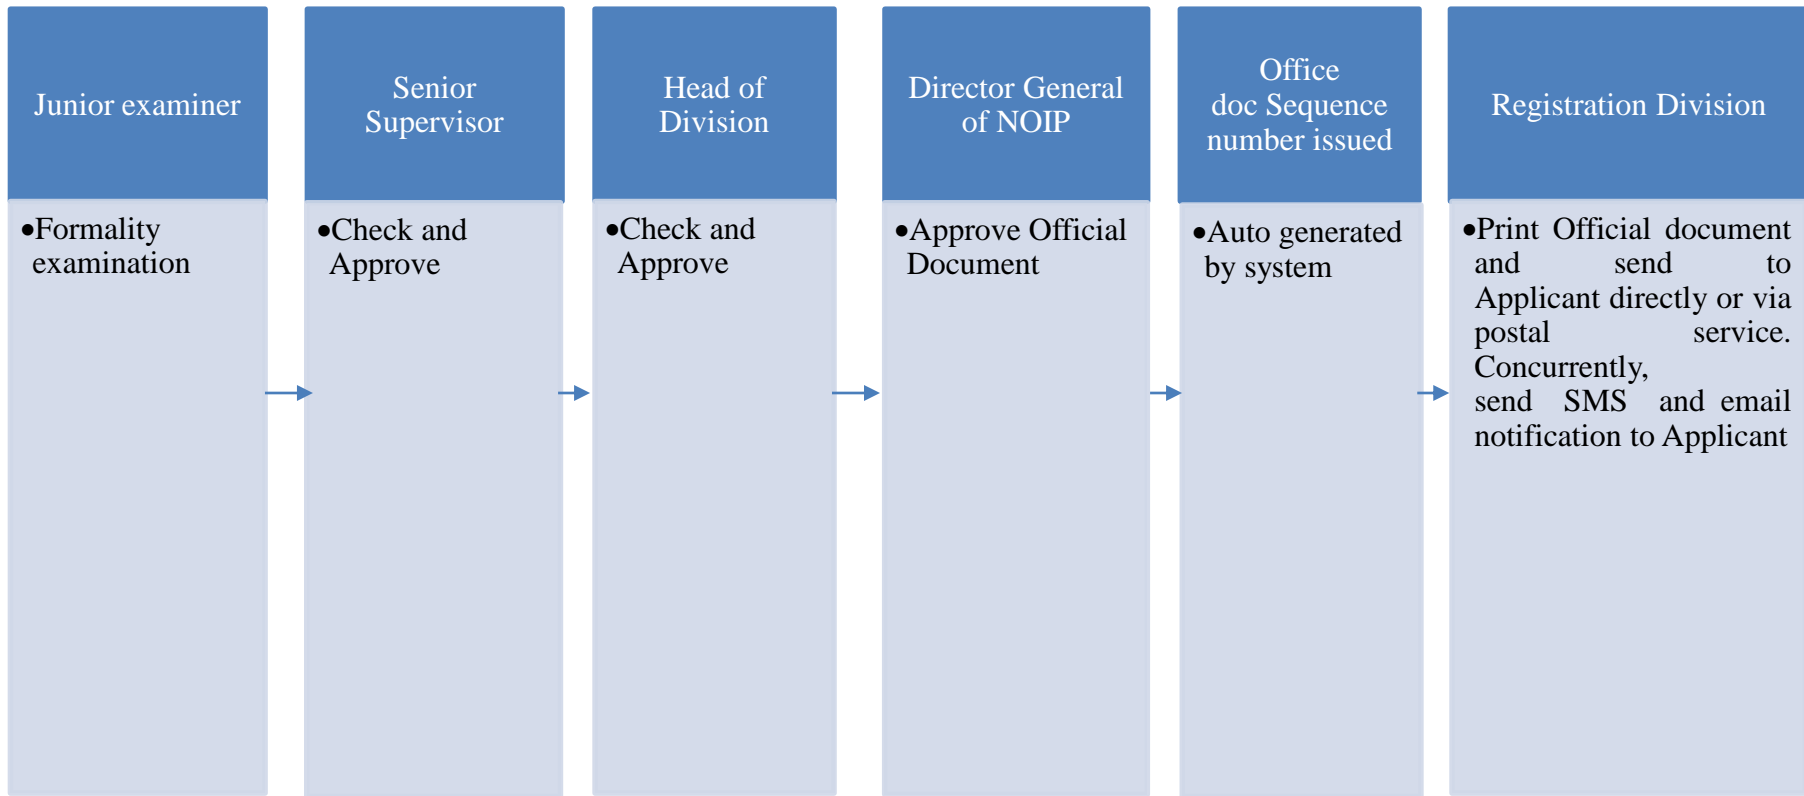 Junior examiner
Senior
Supervisor
Head of
Division
Director General
of NOIP
Office
doc Sequence
number issued
Registration Division
•Formality
examination
•Check and
Approve
•Check and
Approve
•Approve Official
Document
•Auto generated
by system
•Print Official document
and send to
Applicant directly or via
postal service.
Concurrently,
send SMS and email
notification to Applicant